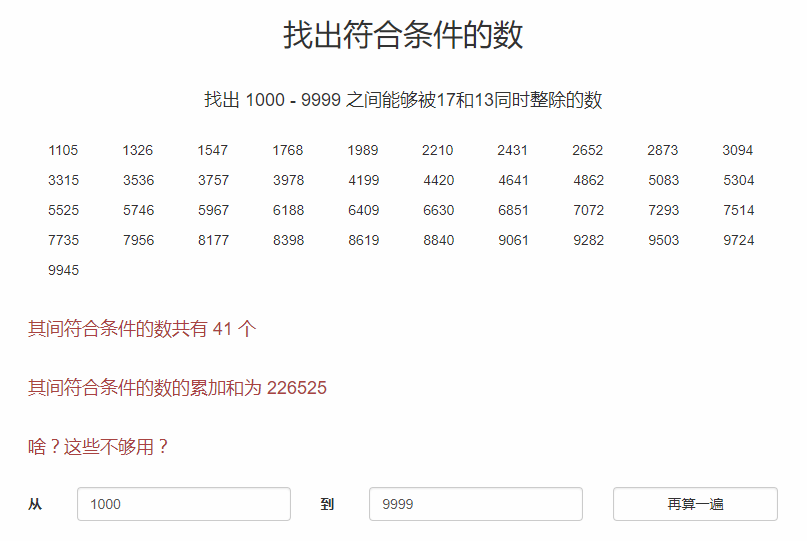 找出符合条件的数
找出 1000 - 9999 之间能够被17和13同时整除的数
1105 1326 1547 1768 1989 2210 2431 2652 2873 3094
3315 3536 3757 3978 4199 4420 4641 4862 5083 5304
5525 5746 5967 6188 6409 6630 6851 7072 7293 7514
7735 7956 8177 8398 8619 8840 9061 9282 9503 9724
9945
其间符合条件的数共有 41 个
其间符合条件的数的累加和为 226525
啥？这些不够用？
从 1000 到 9999 再算一遍